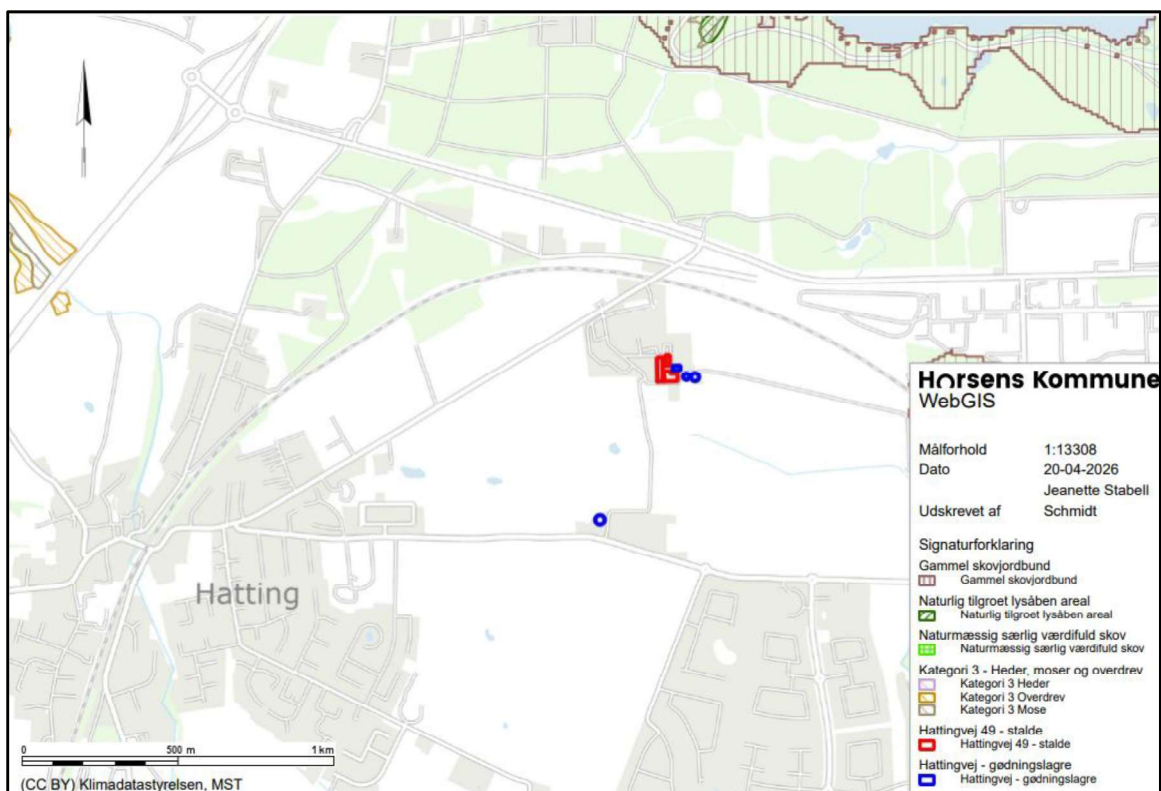 Hatting
0 500 m 1 km
(CC BY) Klimadatastyrelsen, MST
Horsens Kommune
WebGIS
Målforhold 1:13308
Dato 20-04-2026
Jeanette Stabell
Udskrevet af Schmidt
Signaturforklaring
Gammel skovjordbund
Gammel skovjordbund
Naturlig tilgroet lysåben areal
Naturlig tilgroet lysåben areal
Naturmæssig særlig værdifuld skov
Naturmæssig særlig værdifuld skov
Kategori 3 - Heder, moser og overdrev
Kategori 3 Heder
Kategori 3 Overdrev
Kategori 3 Mose
Hattingvej 49 - stalde
Hattingvej 49 - stalde
Hattingvej - gødningslagre
Hattingvej - gødningslagre